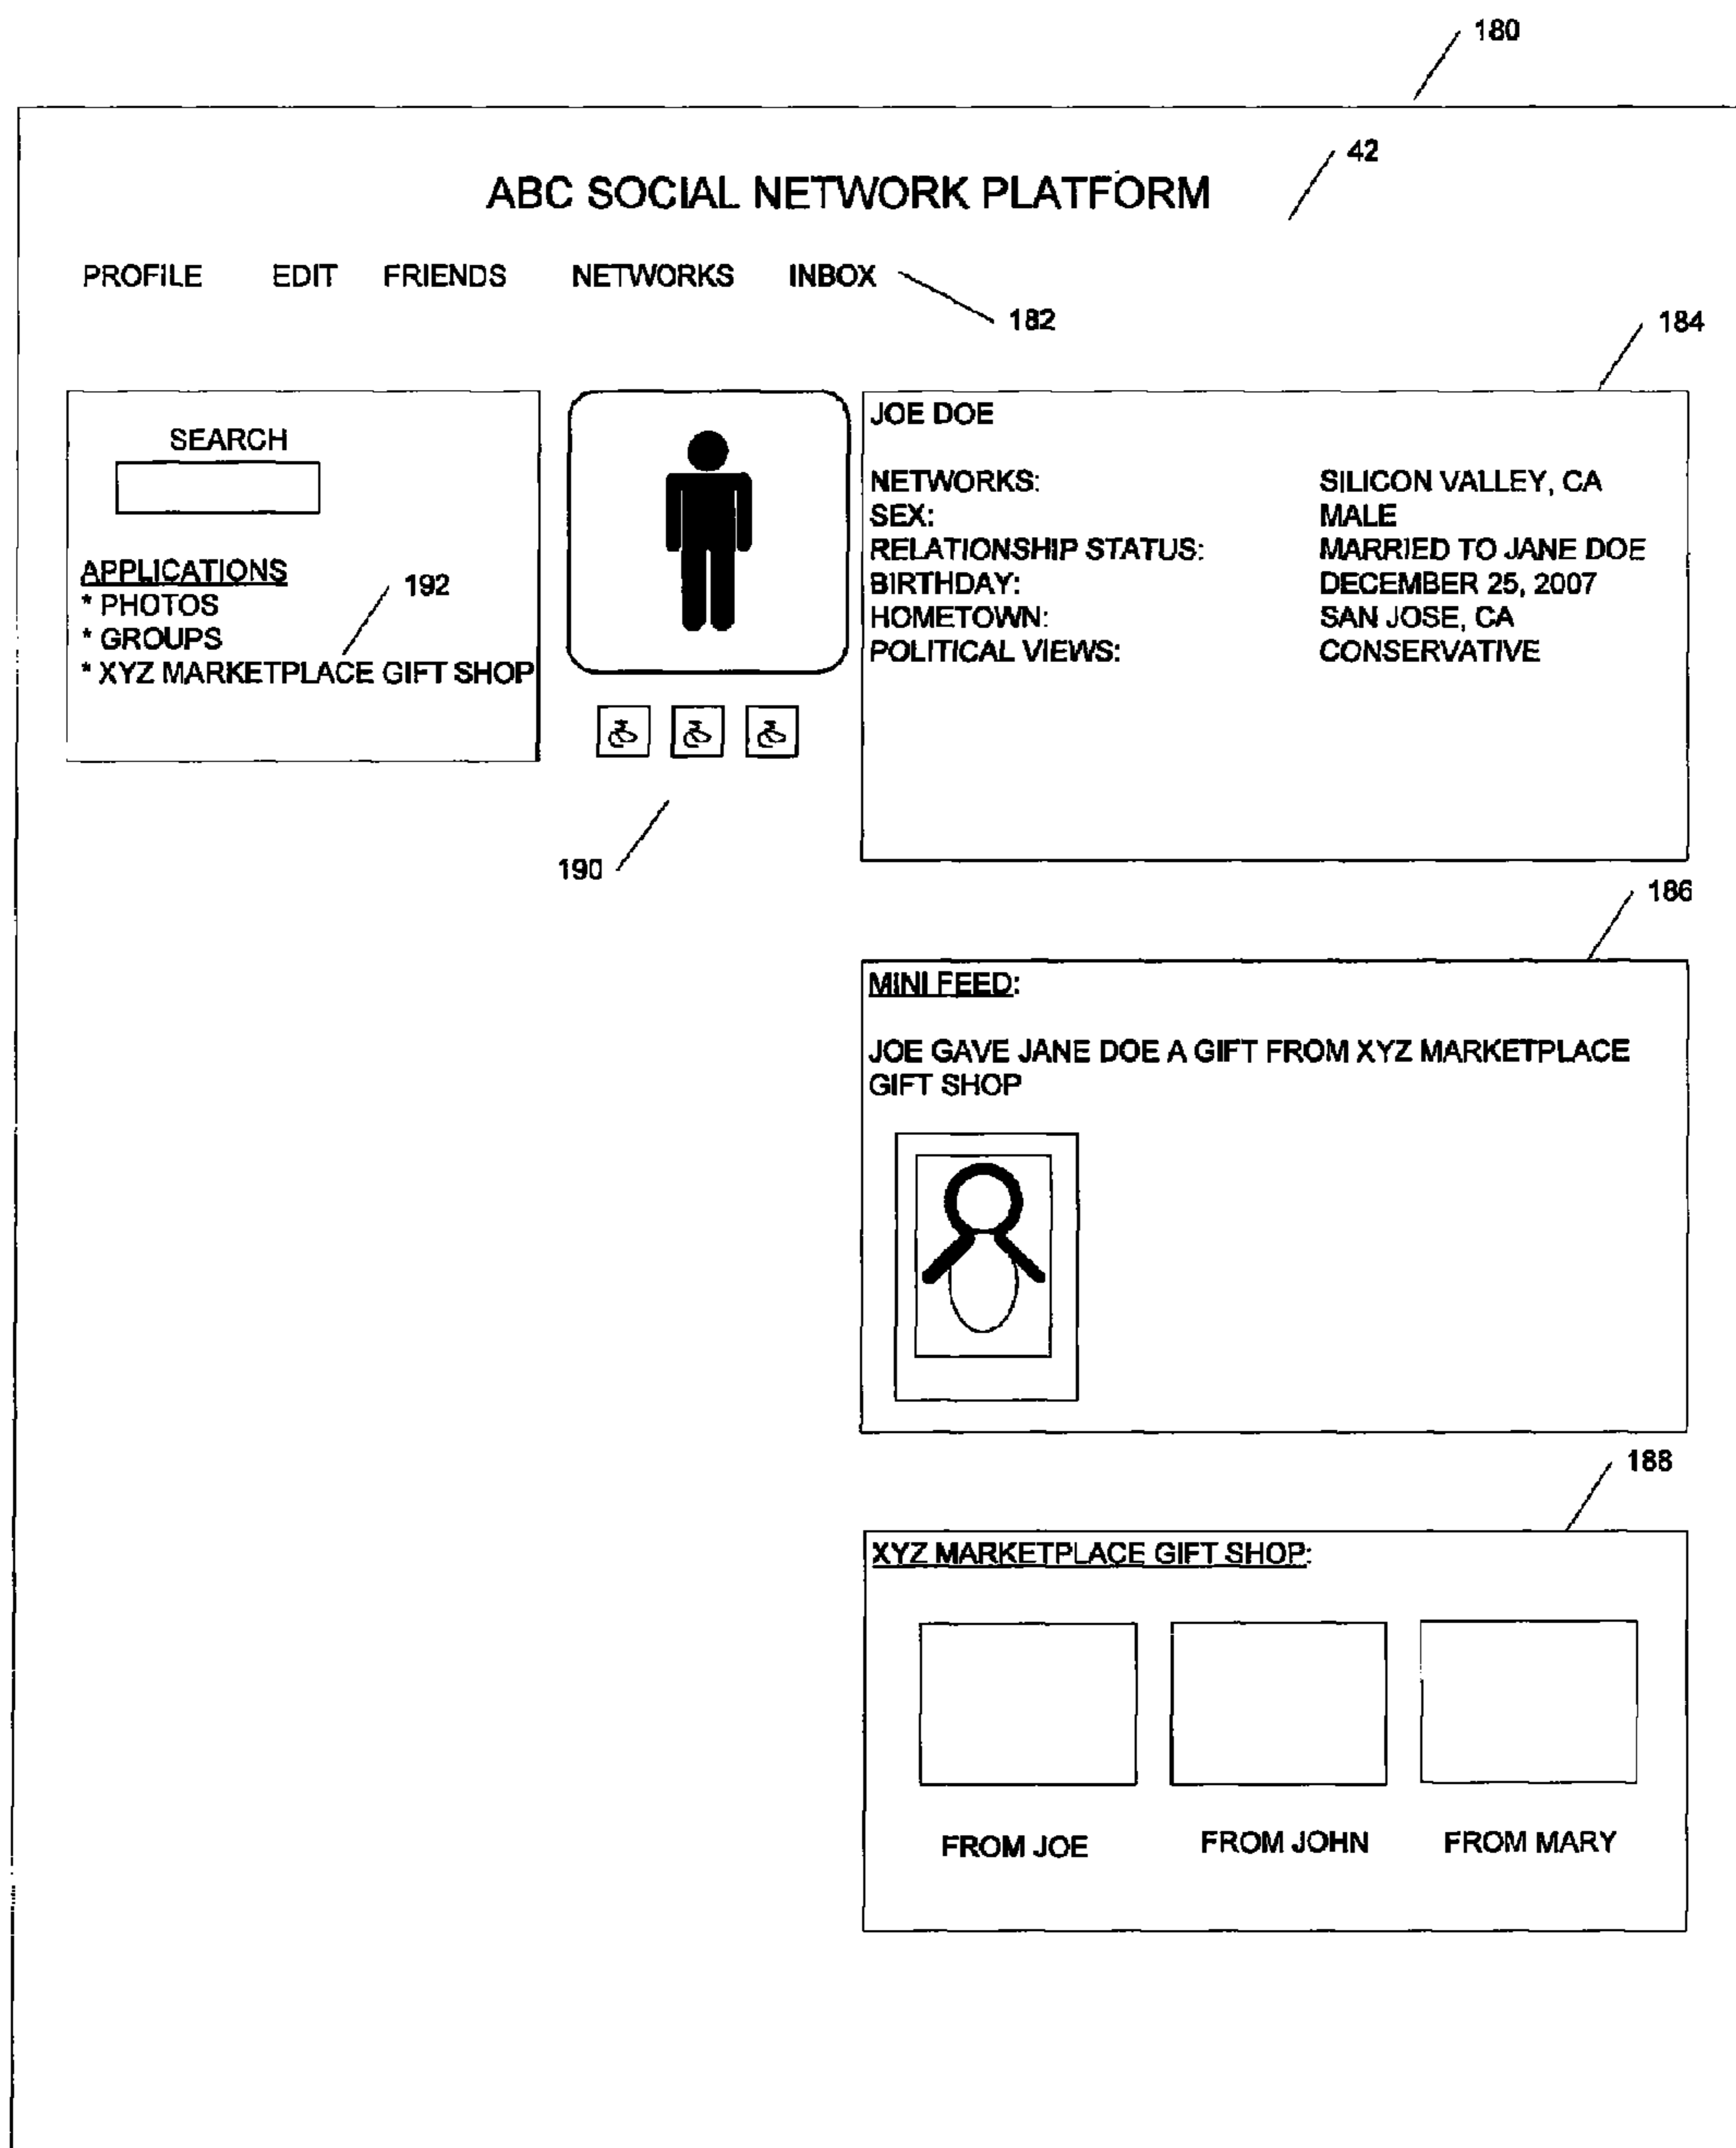 180
42
ABC SOCIAL NETWORK PLATFORM
PROFILE EDIT FRIENDS NETWORKS INBOX
182
184
SEARCH
APPLICATIONS
192
* PHOTOS
* GROUPS
* XYZ MARKETPLACE GIFT SHOP
190
JOE DOE
NETWORKS: SILICON VALLEY, CA
SEX: MALE
RELATIONSHIP STATUS: MARRIED TO JANE DOE
BIRTHDAY: DECEMBER 25, 2007
HOMETOWN: SAN JOSE, CA
POLITICAL VIEWS: CONSERVATIVE
186
MINI FEED:
JOE GAVE JANE DOE A GIFT FROM XYZ MARKETPLACE
GIFT SHOP
188
XYZ MARKETPLACE GIFT SHOP:
FROM JOE FROM JOHN FROM MARY